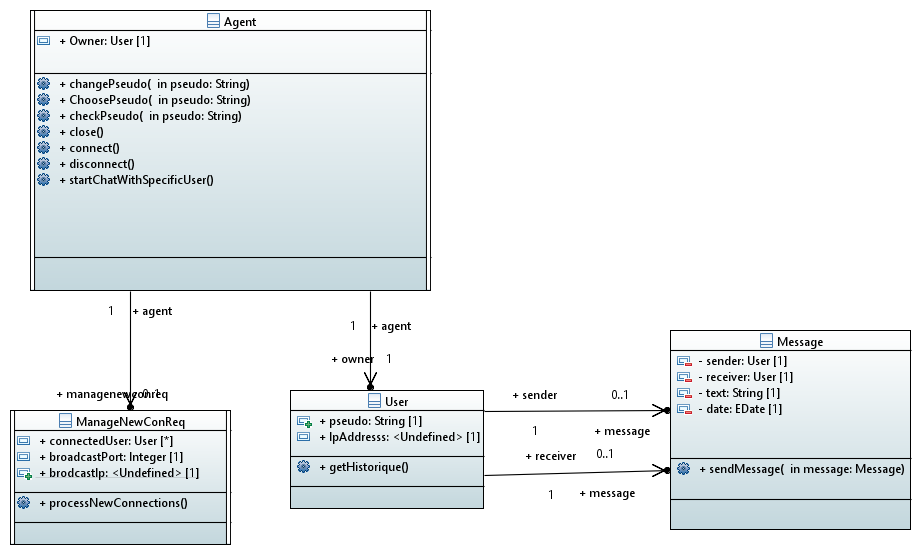 Agent
+ Owner: User [1]
+ changePseudo(  in pseudo: String)
+ ChoosePseudo(  in pseudo: String)
+ checkPseudo(  in pseudo: String)
+ close()
+ connect()
+ disconnect()
+ startChatWithSpecificUser()
1
+ agent
1
+ agent
+ owner
1
+ managenewconreq
0..1
ManageNewConReq
+ connectedUser: User [*]
+ broadcastPort: Integer [1]
+ brodcastIp: <Undefined> [1]
+ processNewConnections()
User
+ pseudo: String [1]
+ IpAddresss: <Undefined> [1]
+ getHistorique()
+ sender
0..1
1
+ message
+ receiver
0..1
1
+ message
Message
- sender: User [1]
- receiver: User [1]
- text: String [1]
- date: EDate [1]
+ sendMessage(  in message: Message)